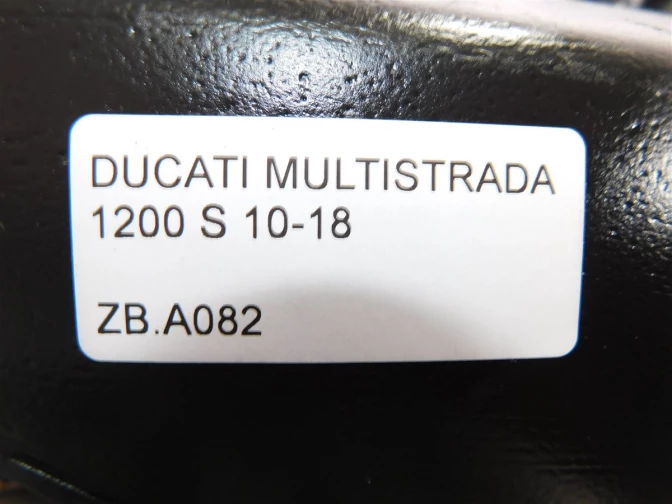 DUCATI MULTISTRADA
1200 S 10-18
ZB.A082